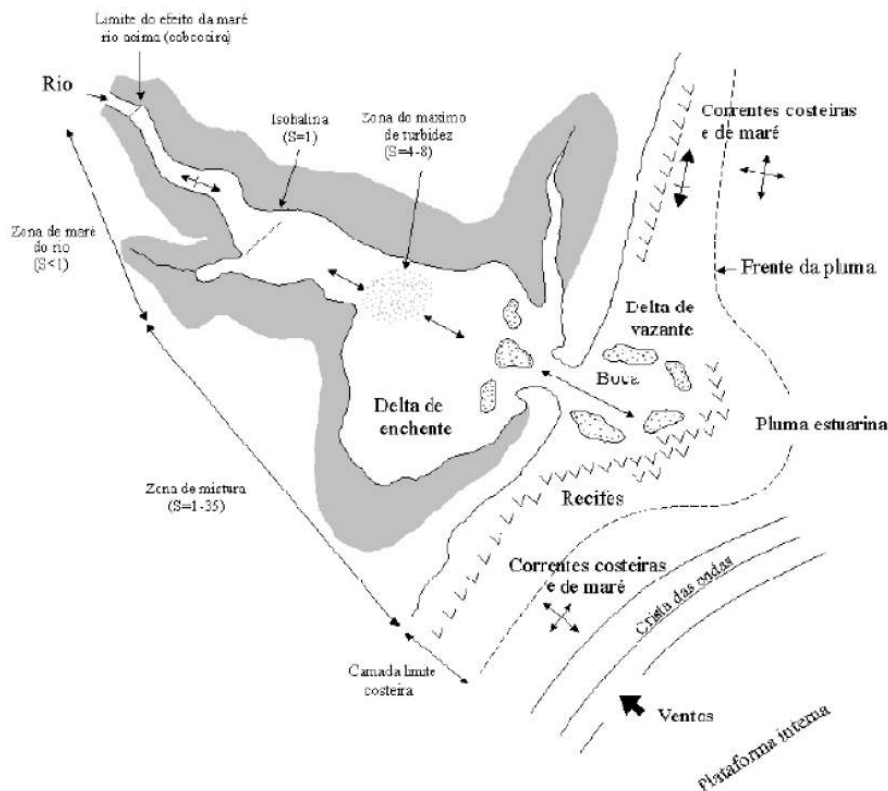 Limite do efeito da maré
rio acima (cabeceira)
Rio
Isohalina
(S=1)
Zona do máximo
de turbidez
(S=4-8)
Correntes costeiras
e de maré
Zona de maré
do rio
(S<1)
Frente da pluma
Delta de
vazante
Boca
Delta de
enchente
Pluma estuarina
Zona de mistura
(S=1-35)
Recifes
Correntes costeiras
e de maré
Crista das ondas
Camada limite
costeira
Ventos
Plataforma interna